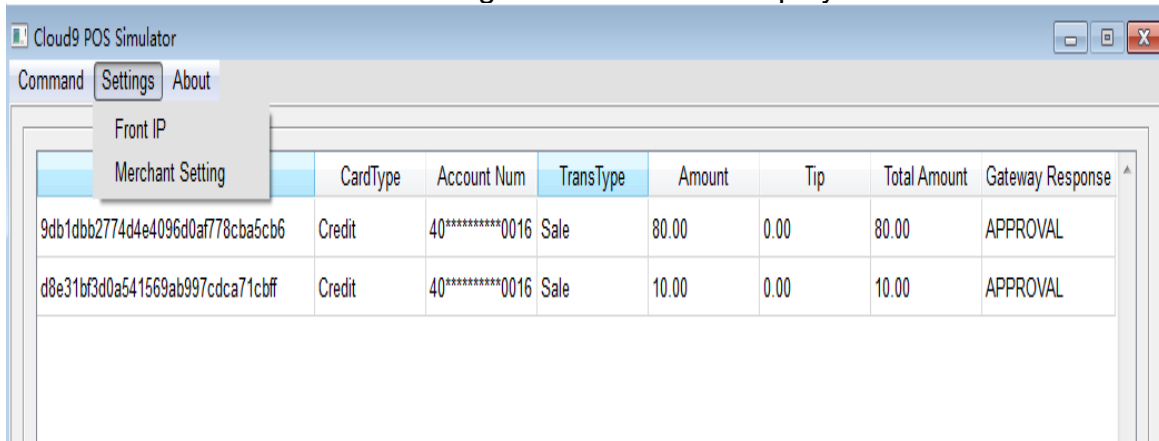 Cloud9 POS Simulator
Command Settings About
Front IP
Merchant Setting
CardType Account Num TransType Amount Tip Total Amount Gateway Response
9db1dbb2774d4e4096d0af778cba5cb6 Credit 40**********0016 Sale 80.00 0.00 80.00 APPROVAL
d8e31bf3d0a541569ab997cdca71cbff Credit 40**********0016 Sale 10.00 0.00 10.00 APPROVAL